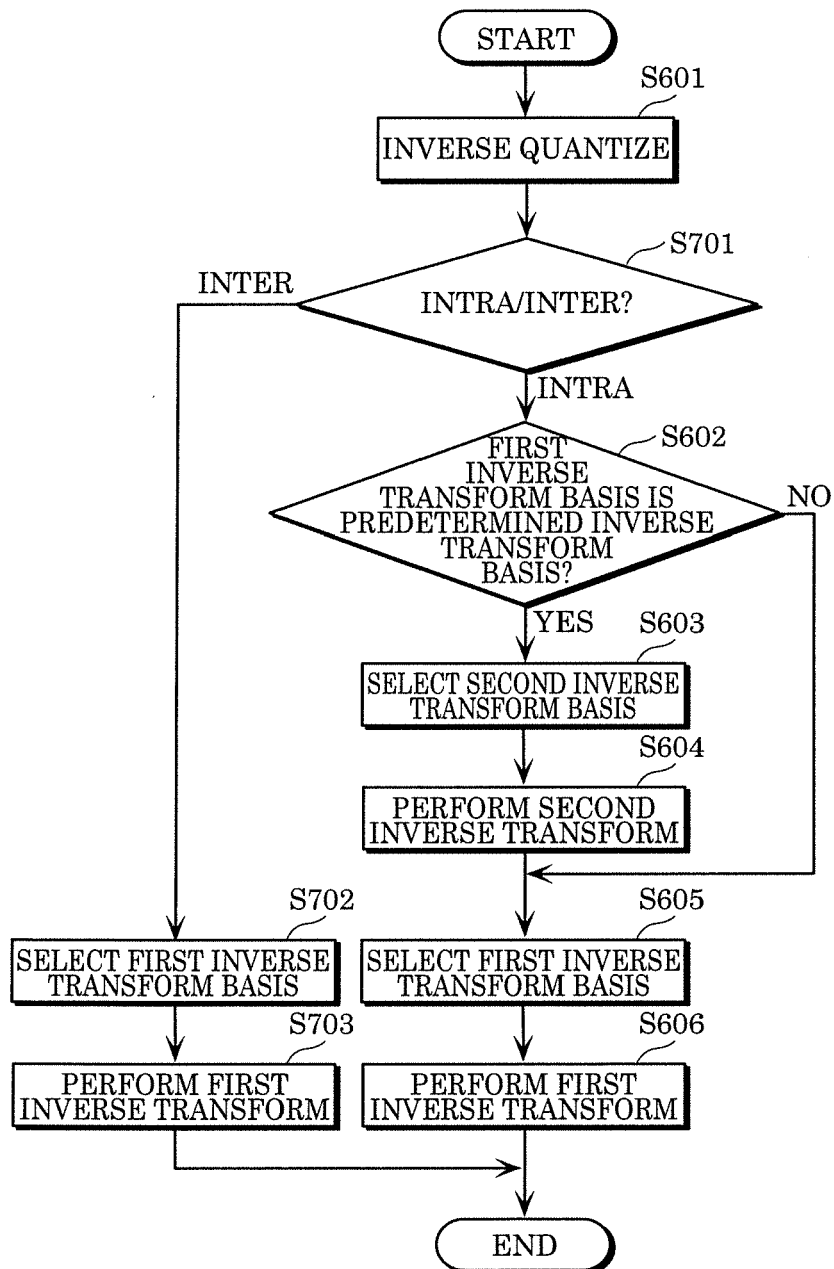 START
S601
INVERSE QUANTIZE
S701
INTER
INTRA/INTER?
INTRA
S602
FIRST
INVERSE
TRANSFORM BASIS IS
PREDETERMINED INVERSE
TRANSFORM
BASIS?
NO
YES
S603
SELECT SECOND INVERSE
TRANSFORM BASIS
S604
PERFORM SECOND
INVERSE TRANSFORM
S702
SELECT FIRST INVERSE
TRANSFORM BASIS
S605
SELECT FIRST INVERSE
TRANSFORM BASIS
S703
PERFORM FIRST
INVERSE TRANSFORM
S606
PERFORM FIRST
INVERSE TRANSFORM
END